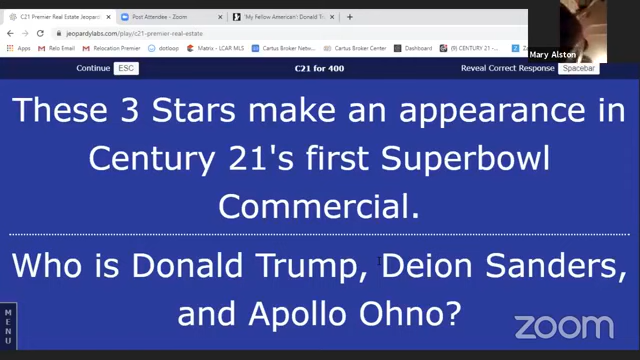 C21 Premier Real Estate Jeopard
Post Attendee - Zoom
"My Fellow American": Donald Tr
jeopardylabs.com/play/c21-premier-real-estate
Apps
Relo Email
Relocation Premier
Odoo
Matrix - LCAR MLS
Cartus Broker Netw...
Cartus Broker Center
Dashboard
(9) CENTURY 21 -
Mary Alston
Continue ESC
C21 for 400
Reveal Correct Response Spacebar
These 3 Stars make an appearance in
Century 21's first Superbowl
Commercial.
Who is Donald Trump, Deion Sanders,
and Apollo Ohno?
MENU
zoom